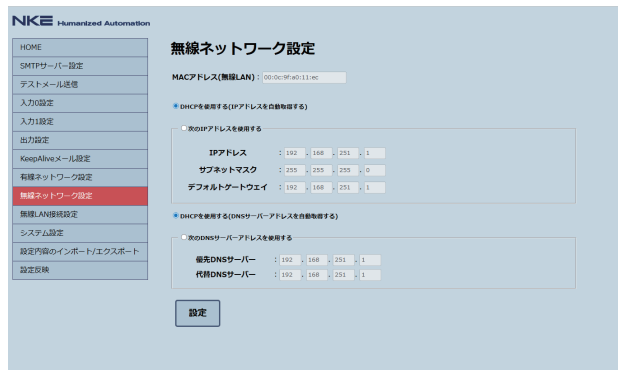 NKE Humanized Automation
HOME
SMTPサーバー設定
テストメール送信
入力0設定
入力1設定
出力設定
KeepAliveメール設定
有線ネットワーク設定
無線ネットワーク設定
無線LAN接続設定
システム設定
設定内容のインポート/エクスポート
設定反映
無線ネットワーク設定
MACアドレス(無線LAN) : 00:0c:9f:a0:11:ec
DHCPを使用する(IPアドレスを自動取得する)
次のIPアドレスを使用する
IPアドレス : 192 . 168 . 251 . 1
サブネットマスク : 255 . 255 . 255 . 0
デフォルトゲートウェイ : 192 . 168 . 251 . 1
DHCPを使用する(DNSサーバーアドレスを自動取得する)
次のDNSサーバーアドレスを使用する
優先DNSサーバー : 192 . 168 . 251 . 1
代替DNSサーバー : 192 . 168 . 251 . 1
設定